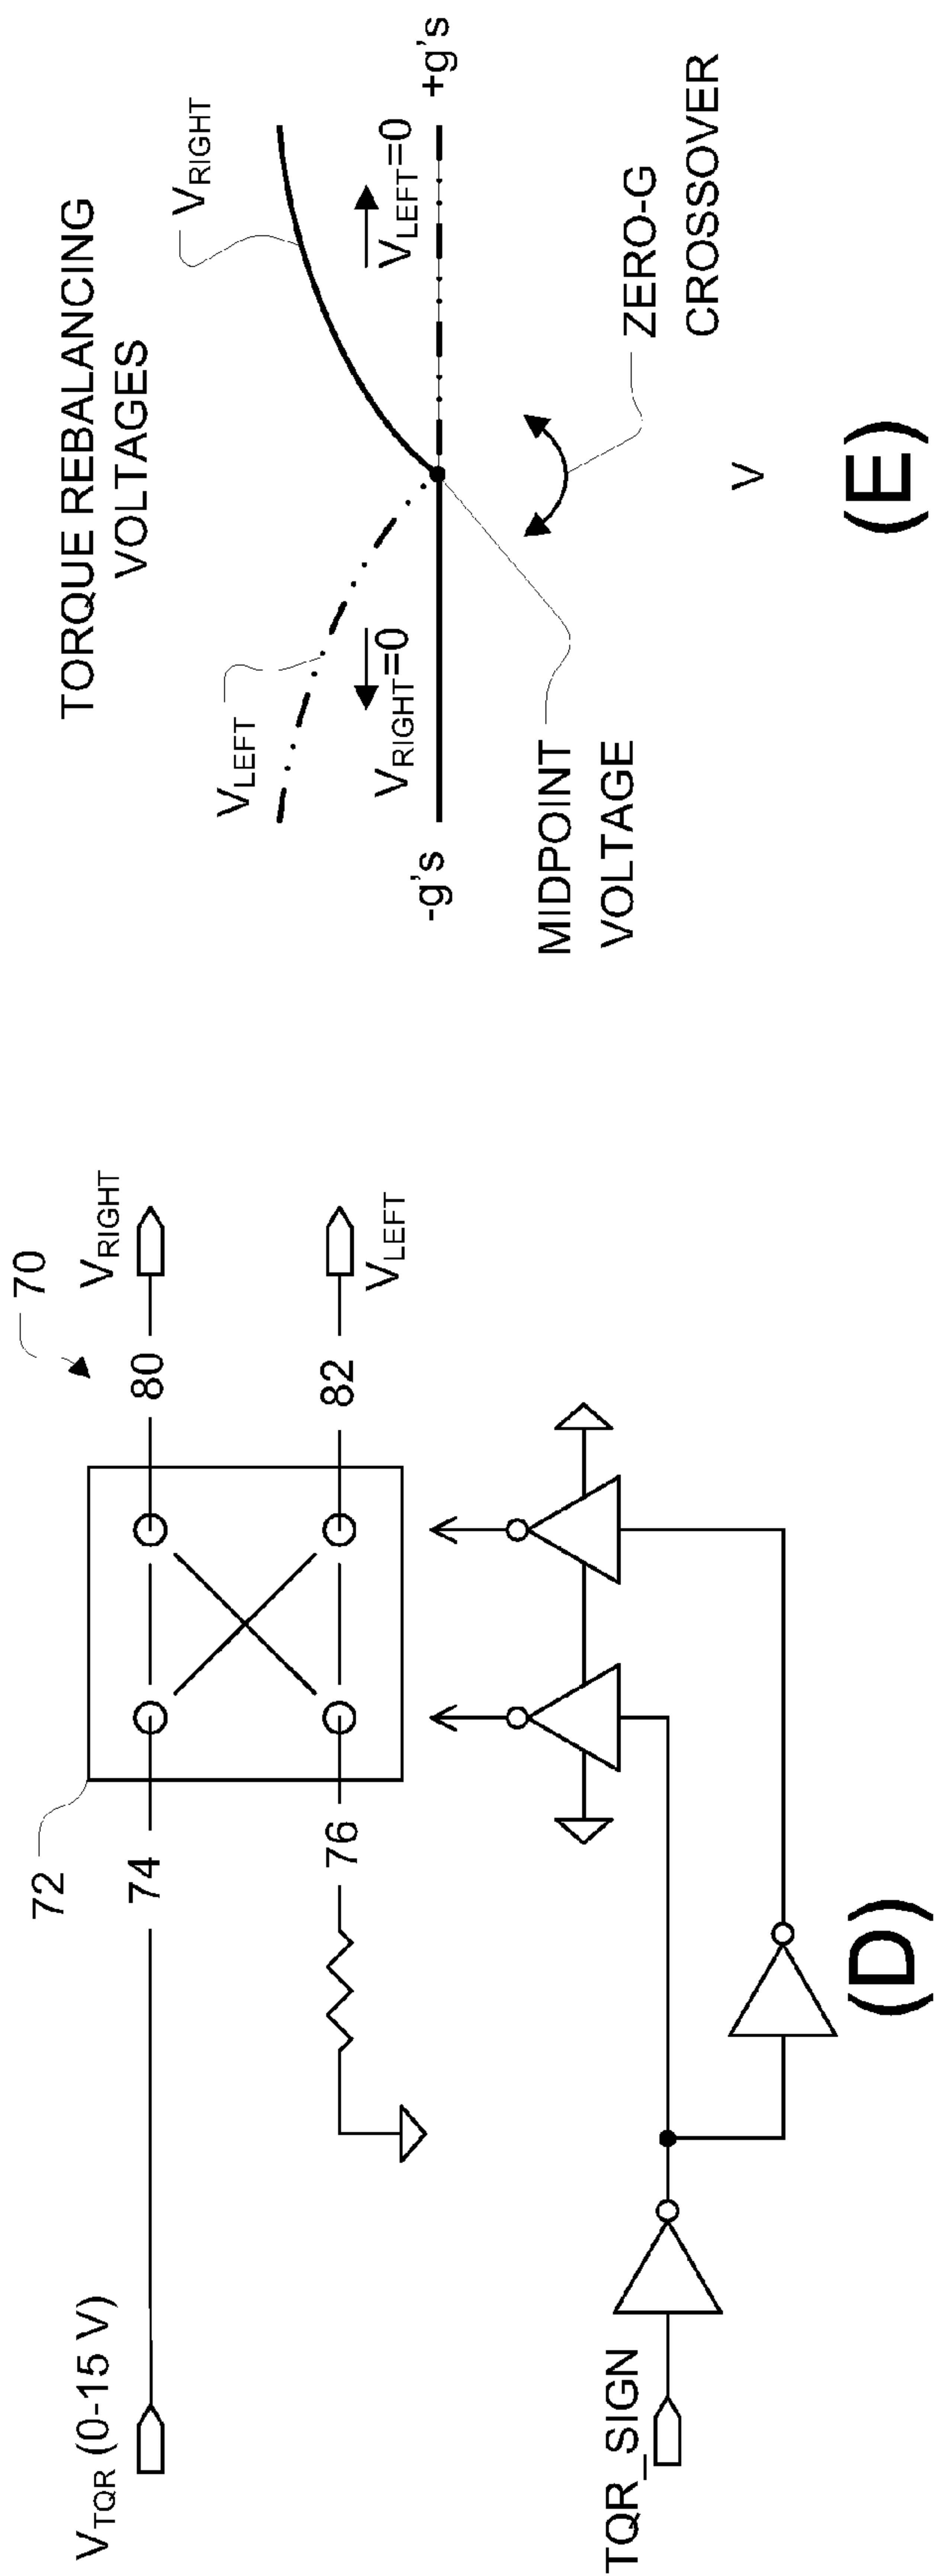 V_TQR (0-15 V)
72
74
76
70
80
82
V_RIGHT
V_LEFT
TQR_SIGN
(D)
TORQUE REBALANCING
VOLTAGES
V_LEFT
V_RIGHT
V_RIGHT=0
V_LEFT=0
-g's
+g's
MIDPOINT
VOLTAGE
ZERO-G
CROSSOVER
V
(E)